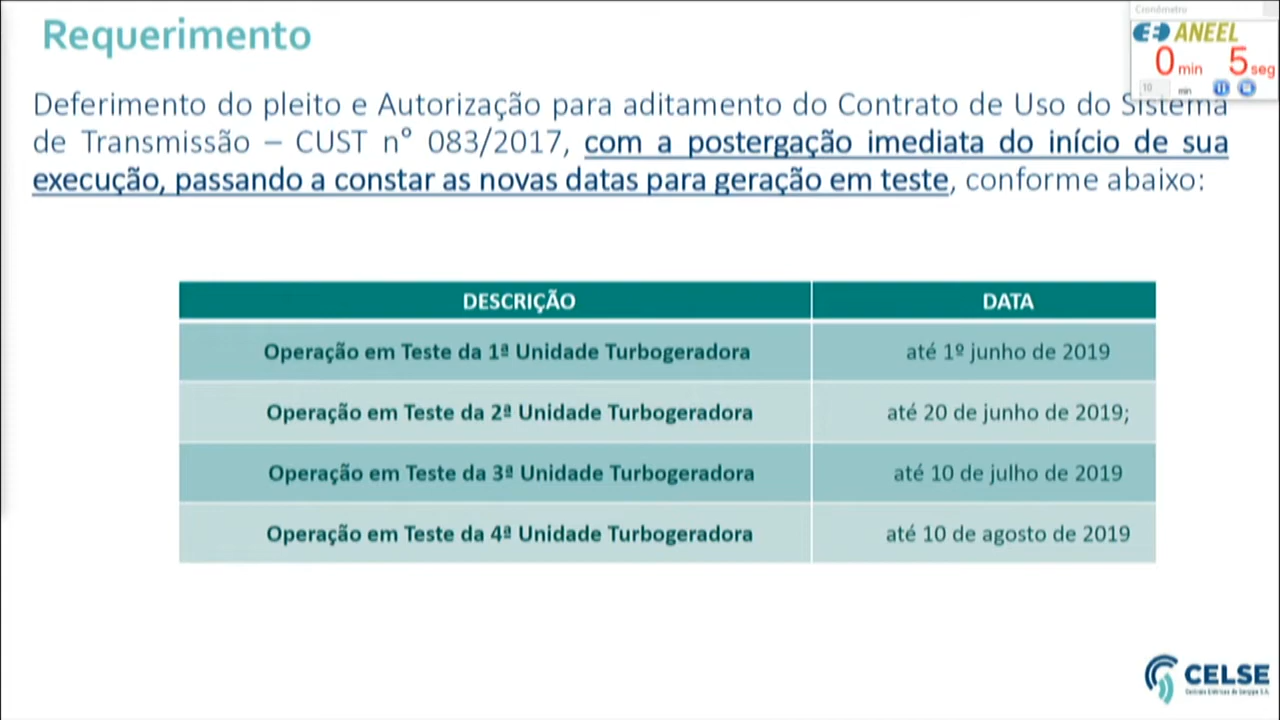 Requerimento
Cronômetro
ANEEL
0 min 5 seg
10 min
Deferimento do pleito e Autorização para aditamento do Contrato de Uso do Sistema
de Transmissão – CUST n° 083/2017, com a postergação imediata do início de sua
execução, passando a constar as novas datas para geração em teste, conforme abaixo:
DESCRIÇÃO DATA
Operação em Teste da 1ª Unidade Turbogeradora até 1º junho de 2019
Operação em Teste da 2ª Unidade Turbogeradora até 20 de junho de 2019;
Operação em Teste da 3ª Unidade Turbogeradora até 10 de julho de 2019
Operação em Teste da 4ª Unidade Turbogeradora até 10 de agosto de 2019
CELSE
Centrais Elétricas de Sergipe S.A.